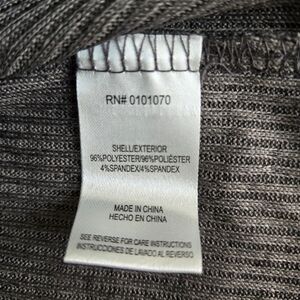 RN# 0101070
SHELL/EXTERIOR
96%POLYESTER/96%POLIÉSTER
4%SPANDEX/4%SPANDEX
MADE IN CHINA
HECHO EN CHINA
SEE REVERSE FOR CARE INSTRUCTIONS
INSTRUCCIONES DE LAVADO AL REVERSO